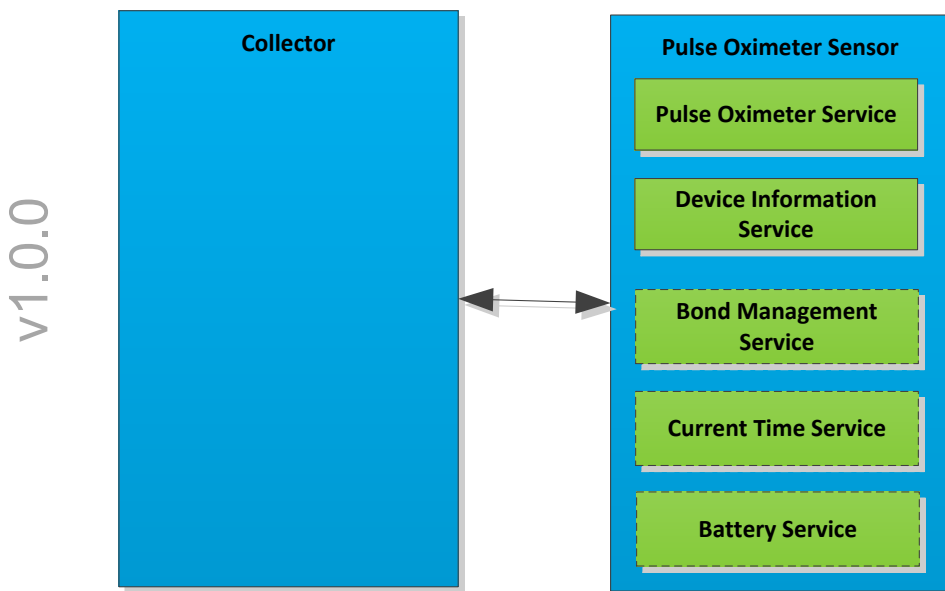 v1.0.0
Collector
Pulse Oximeter Sensor
Pulse Oximeter Service
Device Information
Service
Bond Management
Service
Current Time Service
Battery Service